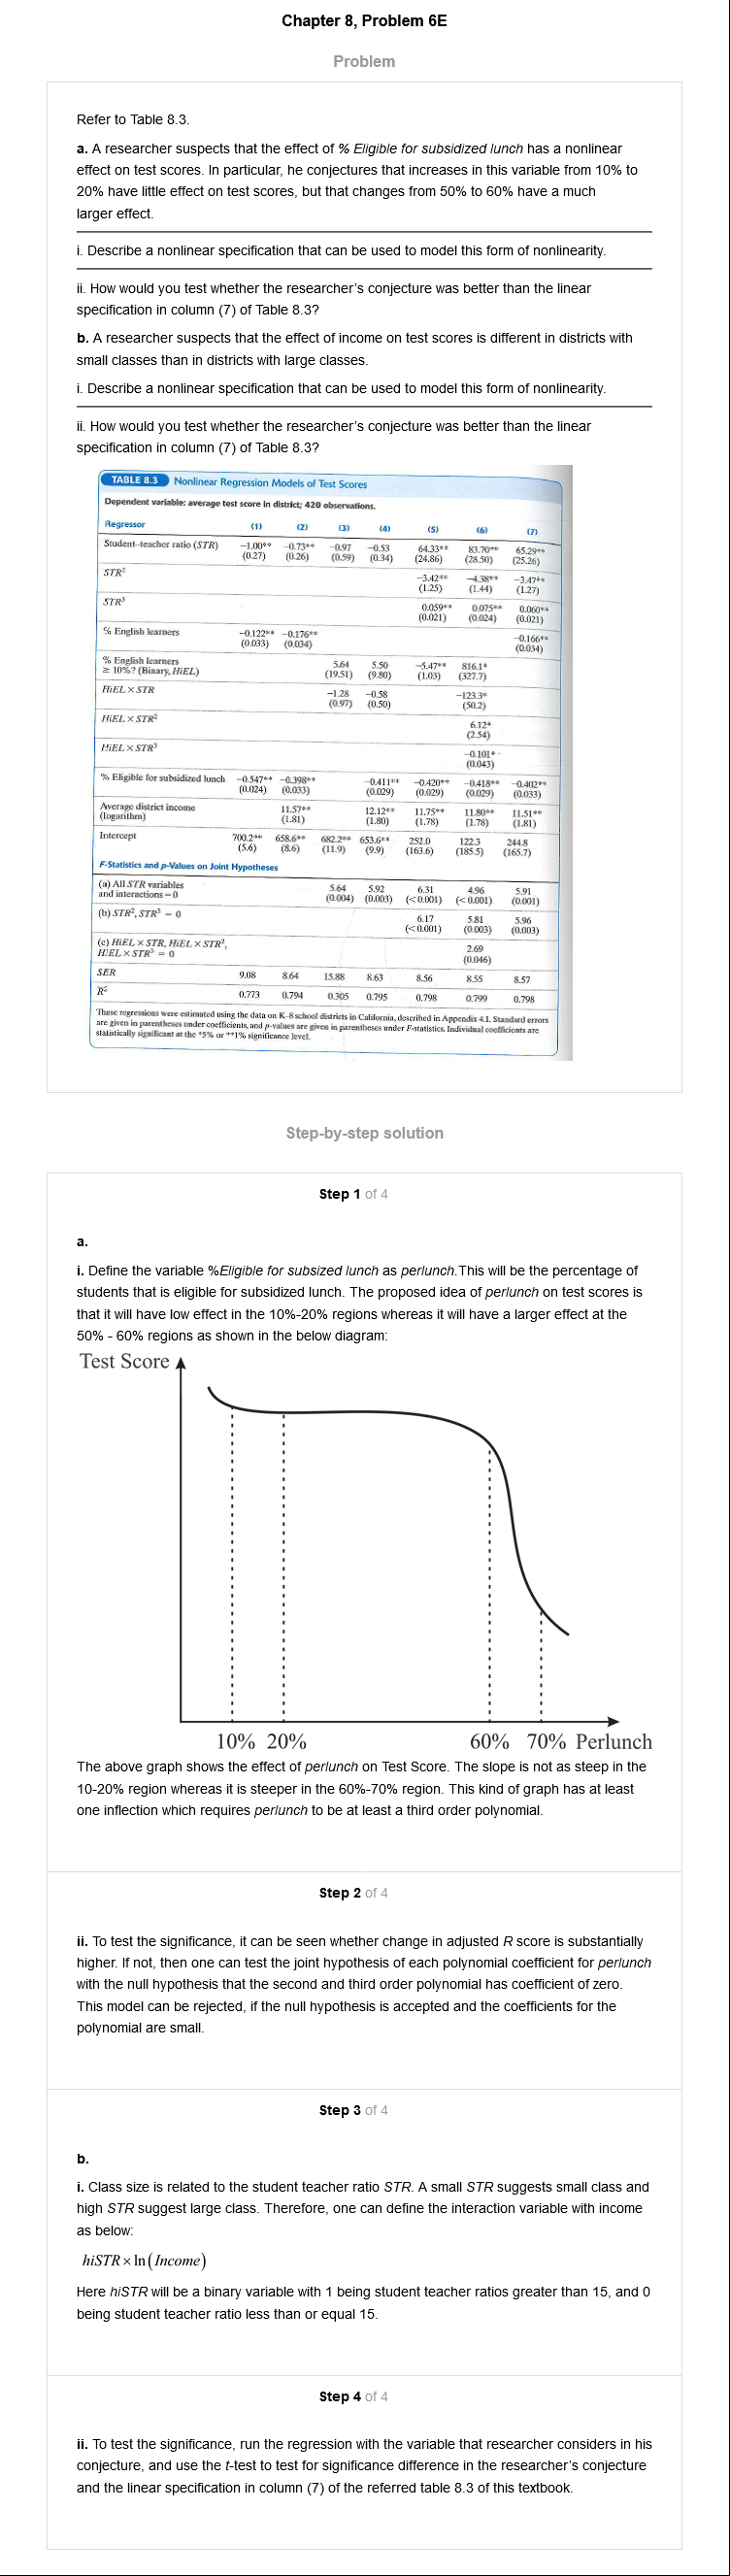 Chapter 8, Problem 6E
Problem
Refer to Table 8.3.
a. A researcher suspects that the effect of % Eligible for subsidized lunch has a nonlinear
effect on test scores. In particular, he conjectures that increases in this variable from 10% to
20% have little effect on test scores, but that changes from 50% to 60% have a much
larger effect.
i. Describe a nonlinear specification that can be used to model this form of nonlinearity.
ii. How would you test whether the researcher's conjecture was better than the linear
specification in column (7) of Table 8.3?
b. A researcher suspects that the effect of income on test scores is different in districts with
small classes than in districts with large classes.
i. Describe a nonlinear specification that can be used to model this form of nonlinearity.
ii. How would you test whether the researcher's conjecture was better than the linear
specification in column (7) of Table 8.3?
TABLE 8.3 Nonlinear Regression Models of Test Scores
Dependent variable: average test score in district; 420 observations.
Regressor (1) (2) (3) (4) (5) (6) (7)
Student–teacher ratio (STR) −1.00** −0.73** −0.97 −0.53 64.33** 83.70** 65.29**
(0.27) (0.26) (0.59) (0.34) (24.86) (28.50) (25.26)
STR² −3.42** −4.38** −3.47**
(1.25) (1.44) (1.27)
STR³ 0.059** 0.075** 0.060**
(0.021) (0.024) (0.021)
% English learners −0.122** −0.176** −0.166**
(0.033) (0.034) (0.034)
% English learners 5.64 5.50 −5.47** 816.1*
≥ 10%? (Binary, HiEL) (19.51) (9.80) (1.03) (327.7)
HiEL × STR −1.28 −0.58 −123.3*
(0.97) (0.50) (50.2)
HiEL × STR² 6.12*
(2.54)
HiEL × STR³ −0.101*
(0.043)
% Eligible for subsidized lunch −0.547** −0.398** −0.411** −0.420** −0.418** −0.402**
(0.024) (0.033) (0.029) (0.029) (0.029) (0.033)
Average district income 11.57** 12.12** 11.75** 11.80** 11.51**
(logarithm) (1.81) (1.80) (1.78) (1.78) (1.81)
Intercept 700.2** 658.6** 682.2** 653.6** 252.0 122.3 244.8
(5.6) (8.6) (11.9) (9.9) (163.6) (185.5) (165.7)
F-Statistics and p-Values on Joint Hypotheses
(a) All STR variables 5.64 5.92 6.31 4.96 5.91
and interactions = 0 (0.004) (0.003) (< 0.001) (< 0.001) (0.001)
(b) STR², STR³ = 0 6.17 5.81 5.96
(< 0.001) (0.003) (0.003)
(c) HiEL × STR, HiEL × STR², 2.69
HiEL × STR³ = 0 (0.046)
SER 9.08 8.64 15.88 8.63 8.56 8.55 8.57
R̄² 0.773 0.794 0.305 0.795 0.798 0.799 0.798
These regressions were estimated using the data on K-8 school districts in California, described in Appendix 4.1. Standard errors
are given in parentheses under coefficients, and p-values are given in parentheses under F-statistics. Individual coefficients are
statistically significant at the *5% or **1% significance level.
Step-by-step solution
Step 1 of 4
a.
i. Define the variable %Eligible for subsized lunch as perlunch.This will be the percentage of
students that is eligible for subsidized lunch. The proposed idea of perlunch on test scores is
that it will have low effect in the 10%-20% regions whereas it will have a larger effect at the
50% - 60% regions as shown in the below diagram:
Test Score
10% 20% 60% 70% Perlunch
The above graph shows the effect of perlunch on Test Score. The slope is not as steep in the
10-20% region whereas it is steeper in the 60%-70% region. This kind of graph has at least
one inflection which requires perlunch to be at least a third order polynomial.
Step 2 of 4
ii. To test the significance, it can be seen whether change in adjusted R score is substantially
higher. If not, then one can test the joint hypothesis of each polynomial coefficient for perlunch
with the null hypothesis that the second and third order polynomial has coefficient of zero.
This model can be rejected, if the null hypothesis is accepted and the coefficients for the
polynomial are small.
Step 3 of 4
b.
i. Class size is related to the student teacher ratio STR. A small STR suggests small class and
high STR suggest large class. Therefore, one can define the interaction variable with income
as below:
hiSTR × ln(Income)
Here hiSTR will be a binary variable with 1 being student teacher ratios greater than 15, and 0
being student teacher ratio less than or equal 15.
Step 4 of 4
ii. To test the significance, run the regression with the variable that researcher considers in his
conjecture, and use the t-test to test for significance difference in the researcher's conjecture
and the linear specification in column (7) of the referred table 8.3 of this textbook.